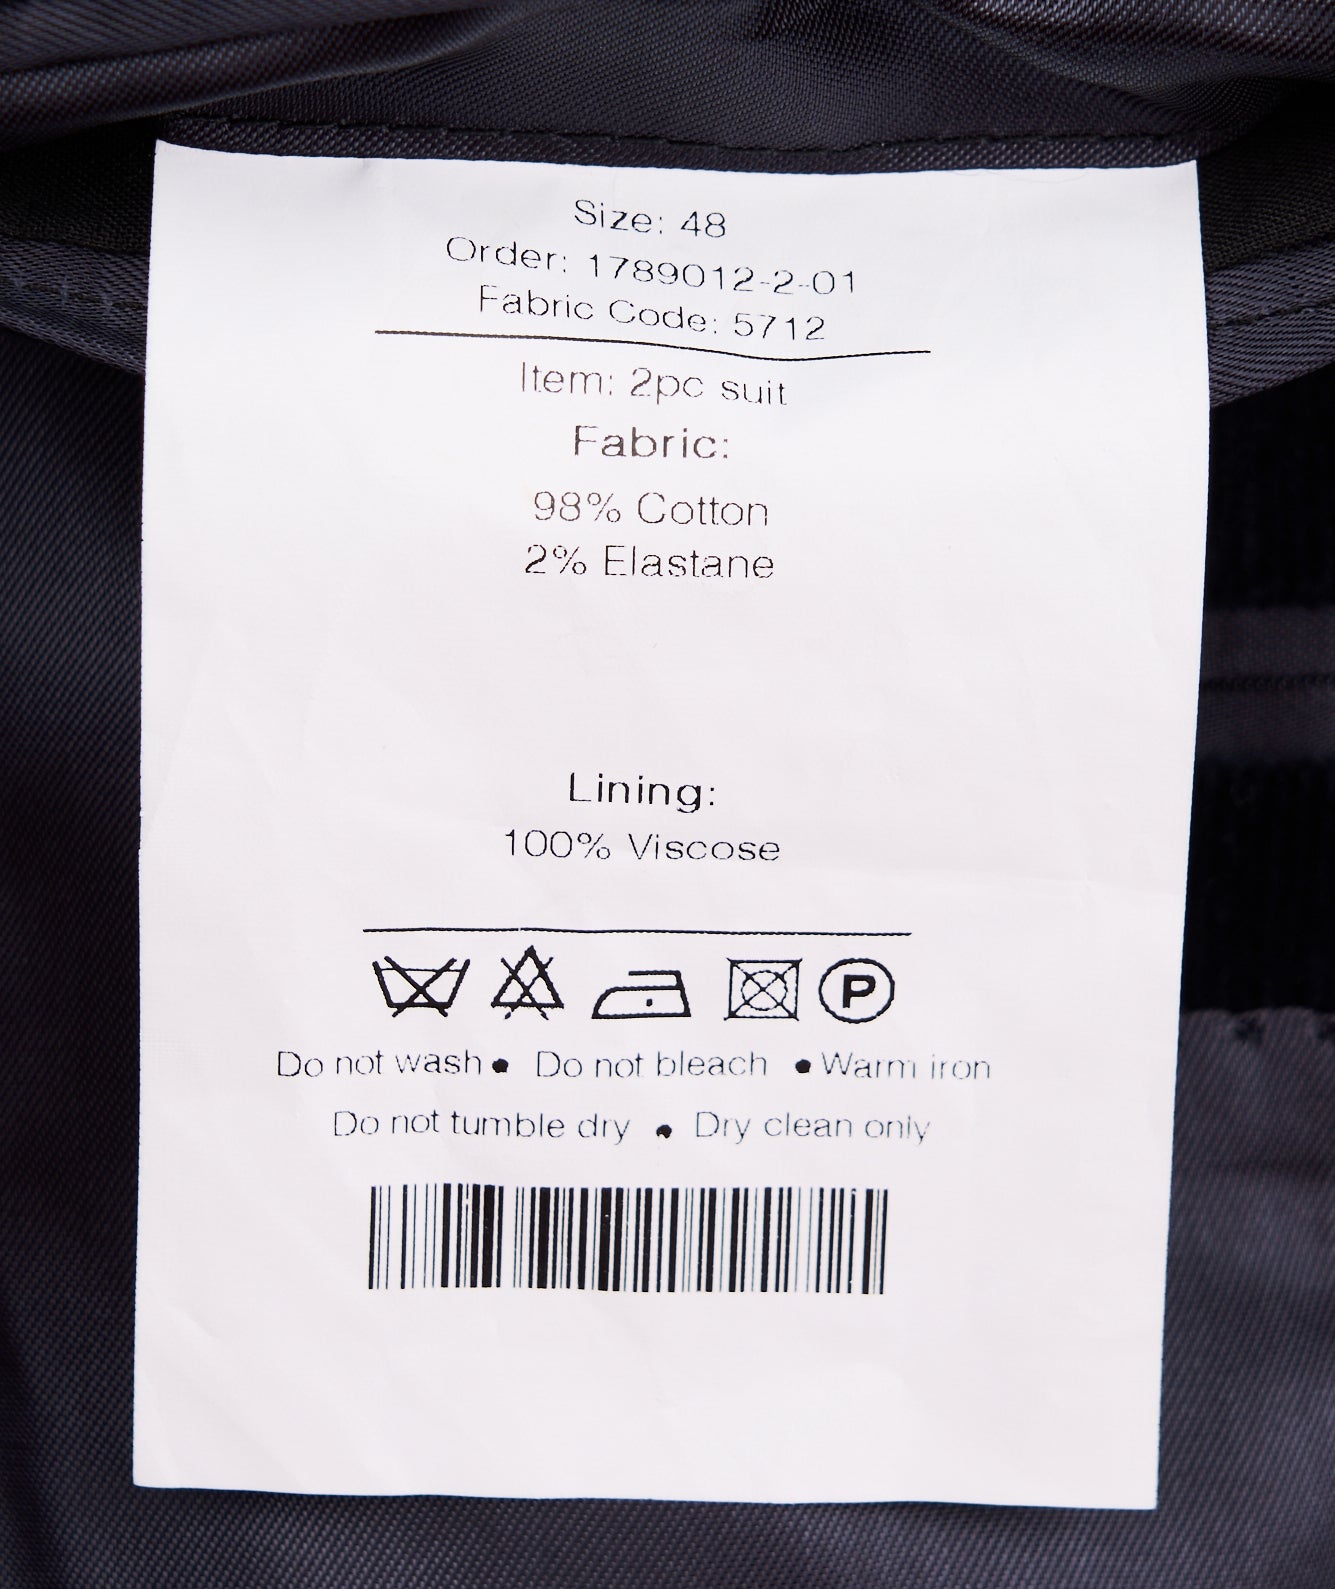 Size: 48
Order: 1789012-2-01
Fabric Code: 5712
Item: 2pc suit
Fabric:
98% Cotton
2% Elastane
Lining:
100% Viscose
P
Do not wash • Do not bleach • Warm iron
Do not tumble dry • Dry clean only